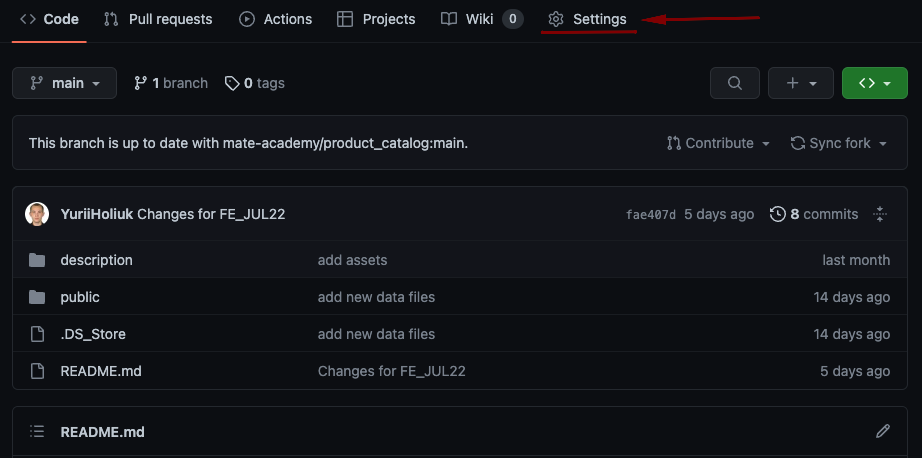 Code Pull requests Actions Projects Wiki 0 Settings
main 1 branch 0 tags
This branch is up to date with mate-academy/product_catalog:main. Contribute Sync fork
YuriiHoliuk Changes for FE_JUL22 fae407d 5 days ago 8 commits
description add assets last month
public add new data files 14 days ago
.DS_Store add new data files 14 days ago
README.md Changes for FE_JUL22 5 days ago
README.md